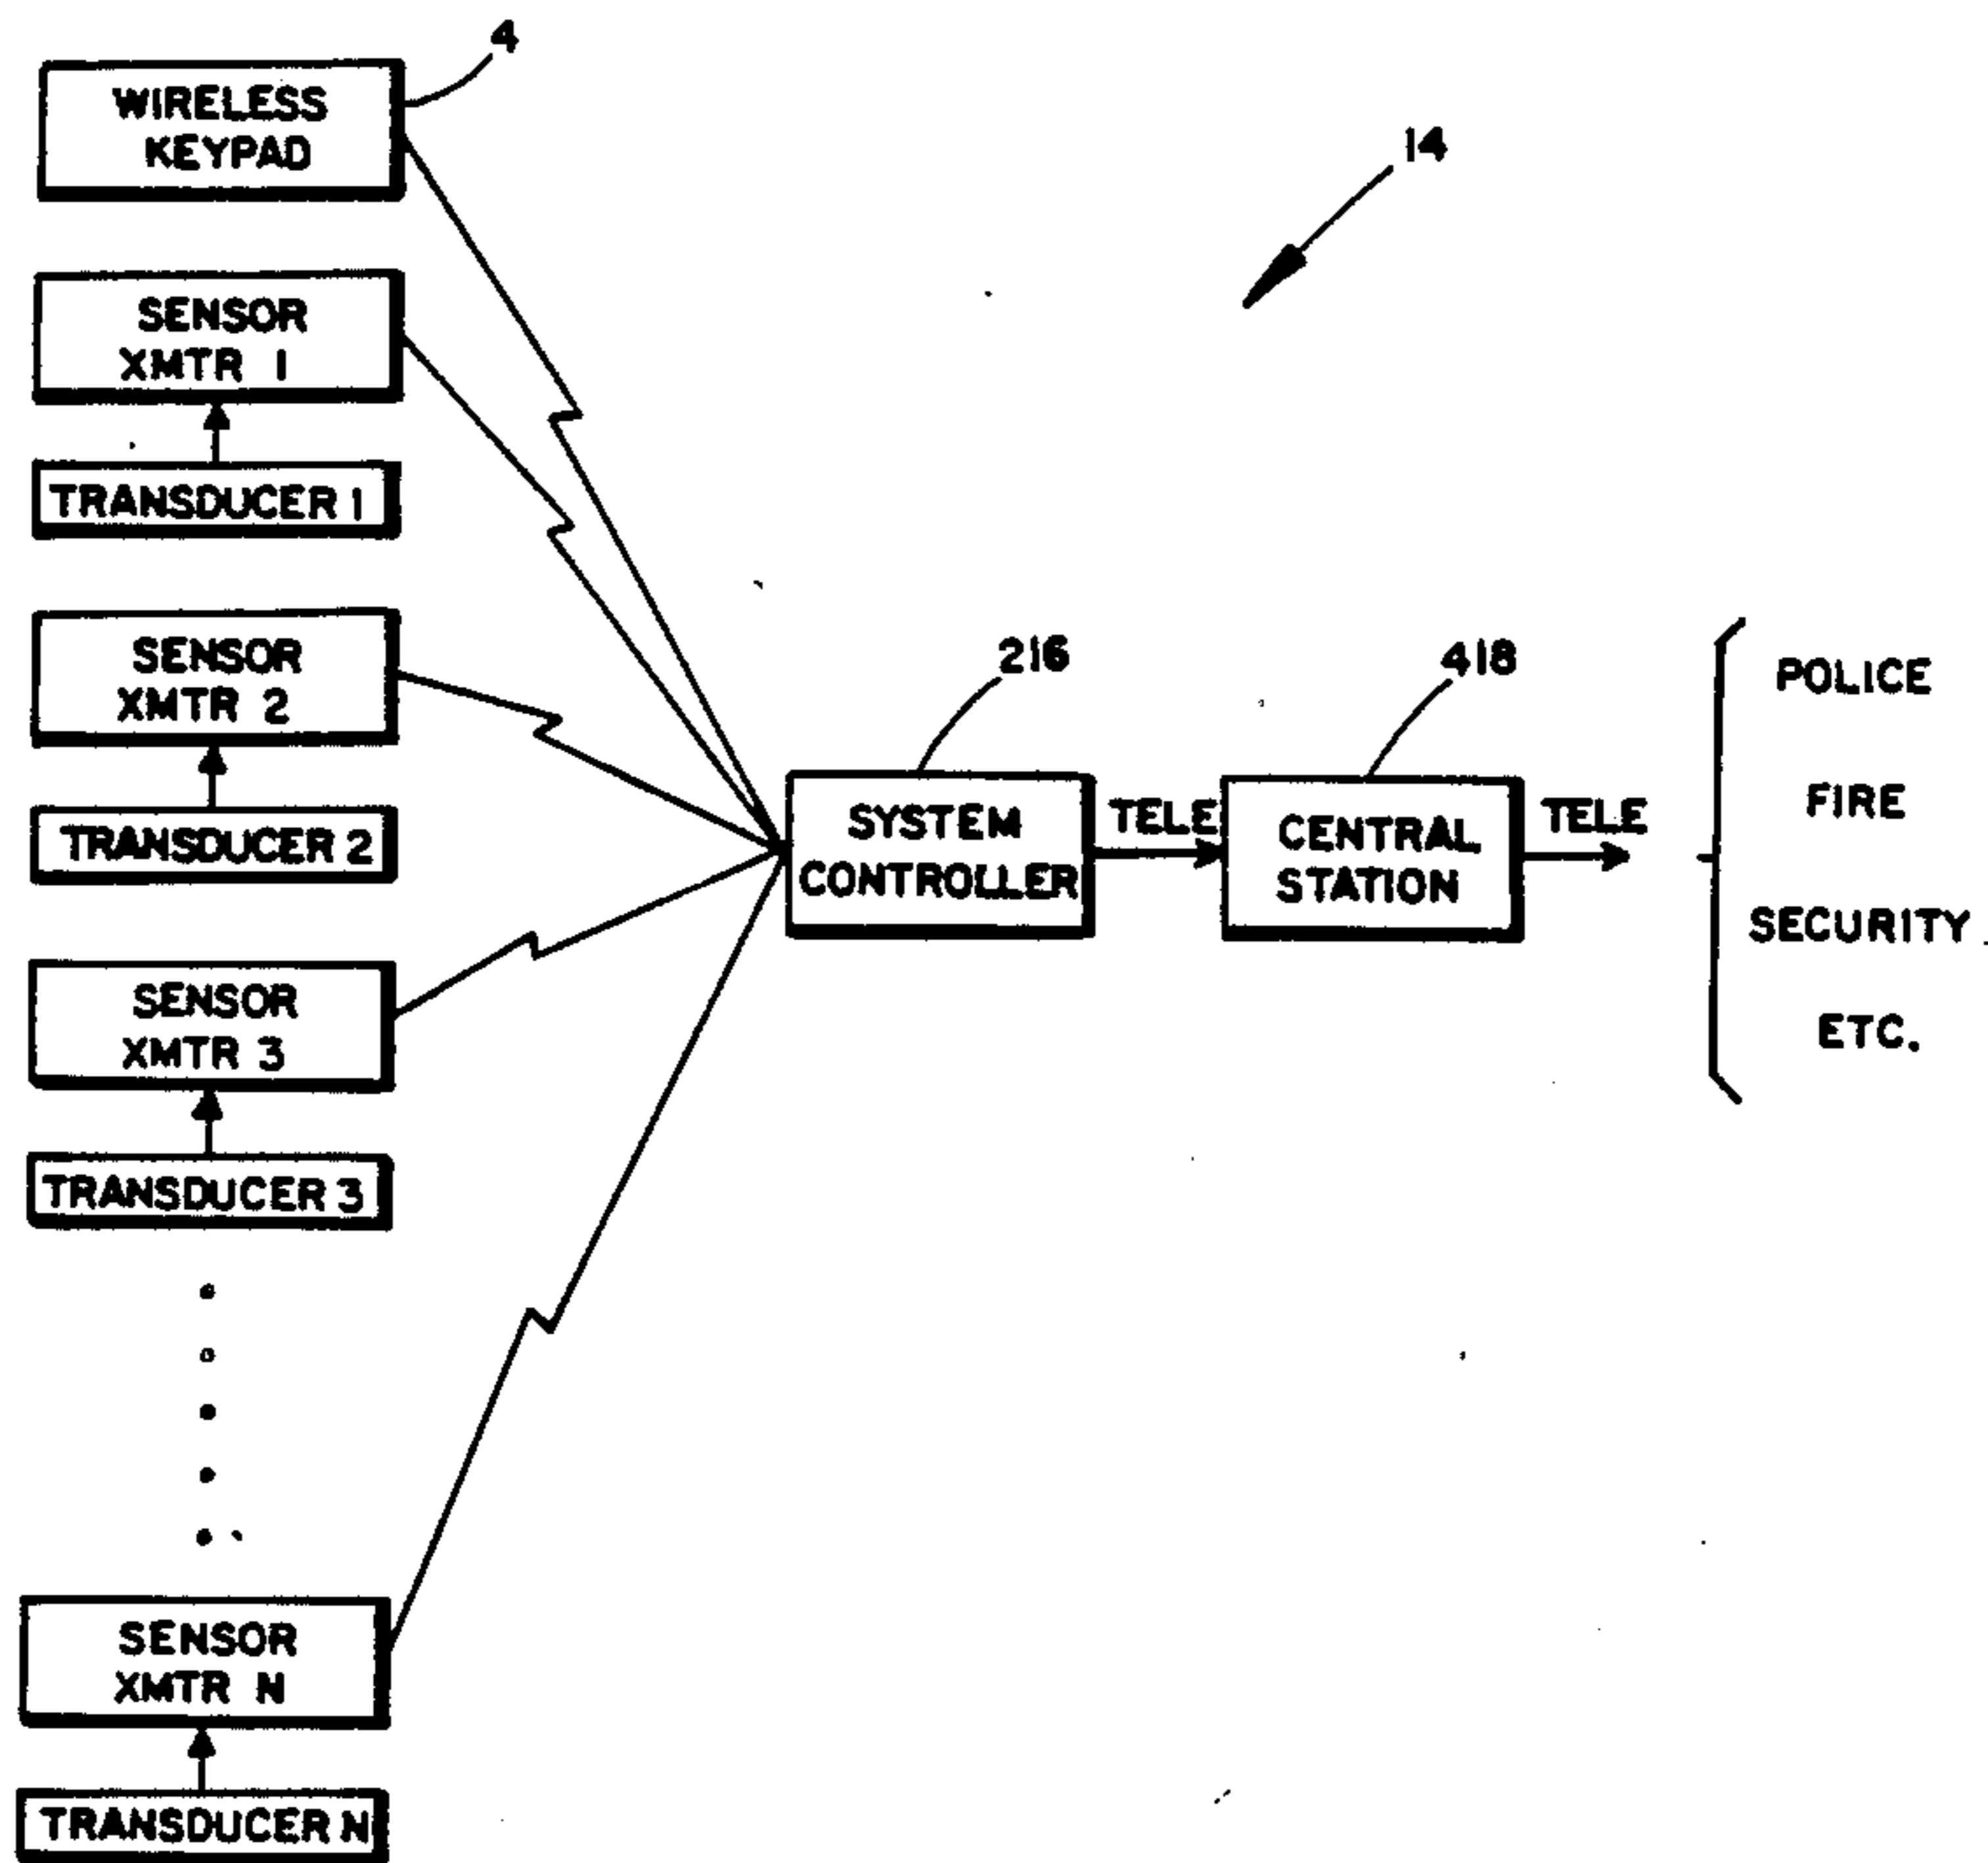 4
WIRELESS
KEYPAD
14
SENSOR
XMTR 1
TRANSDUCER 1
SENSOR
XMTR 2
TRANSDUCER 2
216
418
SYSTEM
CONTROLLER
TELE
CENTRAL
STATION
TELE
POLICE
FIRE
SECURITY
ETC.
SENSOR
XMTR 3
TRANSDUCER 3
SENSOR
XMTR N
TRANSDUCER N